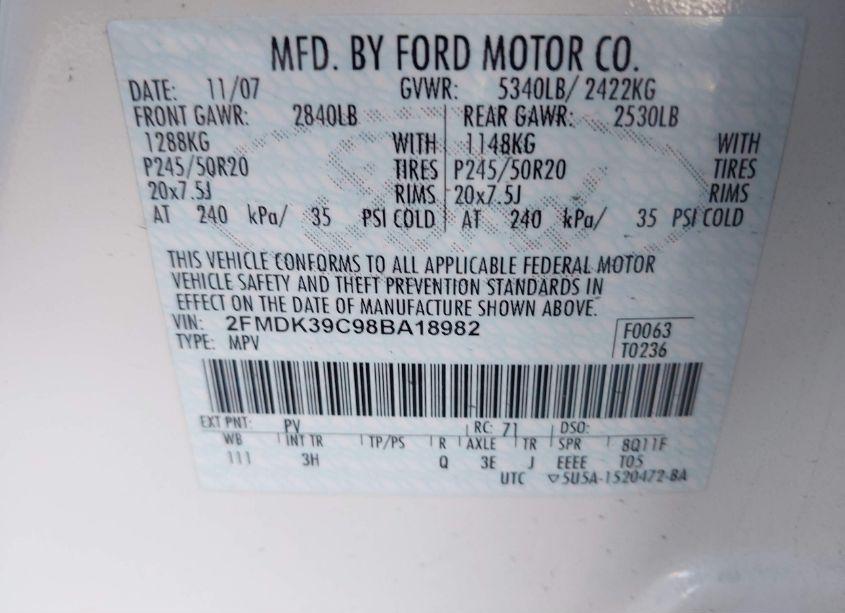 MFD. BY FORD MOTOR CO.
DATE: 11/07 GVWR: 5340LB/ 2422KG
FRONT GAWR: 2840LB REAR GAWR: 2530LB
1288KG WITH 1148KG WITH
P245/50R20 TIRES P245/50R20 TIRES
20x7.5J RIMS 20x7.5J RIMS
AT 240 kPa/ 35 PSI COLD AT 240 kPa/ 35 PSI COLD
THIS VEHICLE CONFORMS TO ALL APPLICABLE FEDERAL MOTOR
VEHICLE SAFETY AND THEFT PREVENTION STANDARDS IN
EFFECT ON THE DATE OF MANUFACTURE SHOWN ABOVE.
VIN: 2FMDK39C98BA18982 F0063
TYPE: MPV T0236
EXT PNT: PV RC: 71 DSO:
WB INT TR TP/PS R AXLE TR SPR 8Q11F
111 3H Q 3E J EEEE T05
UTC ▽5U5A-1520472-BA